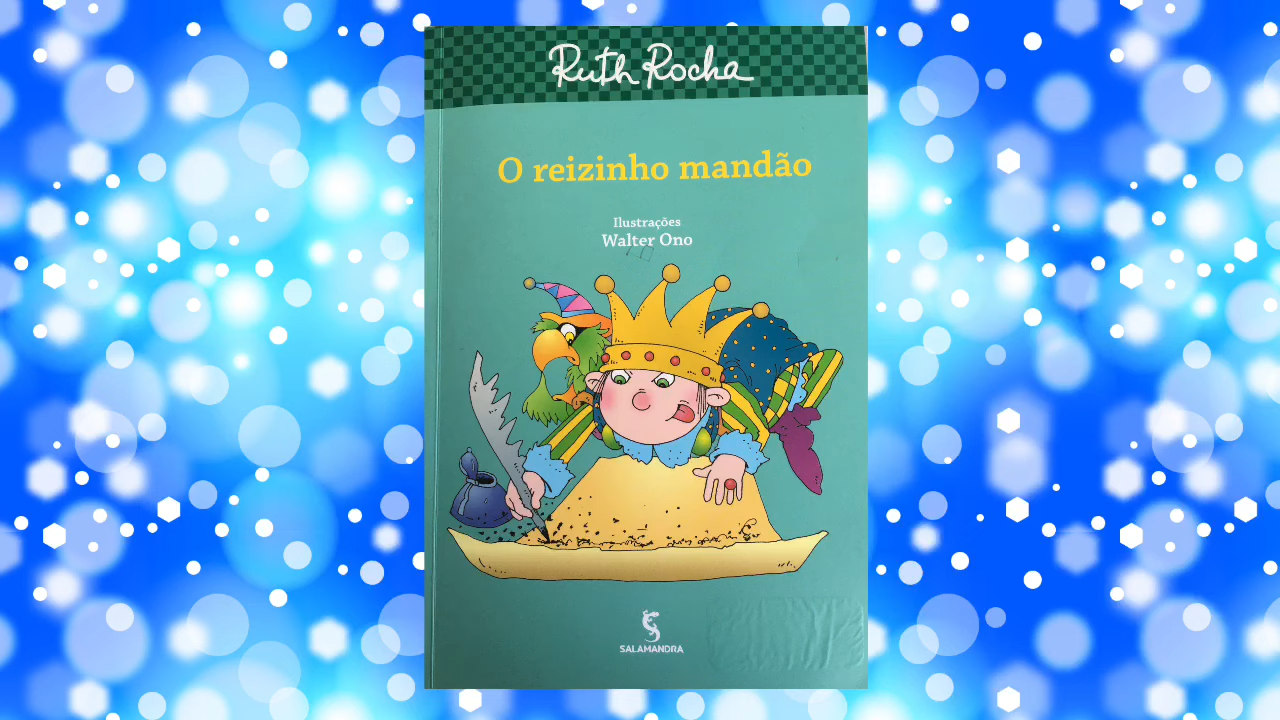 Ruth Rocha
O reizinho mandão
Ilustrações
Walter Ono
SALAMANDRA